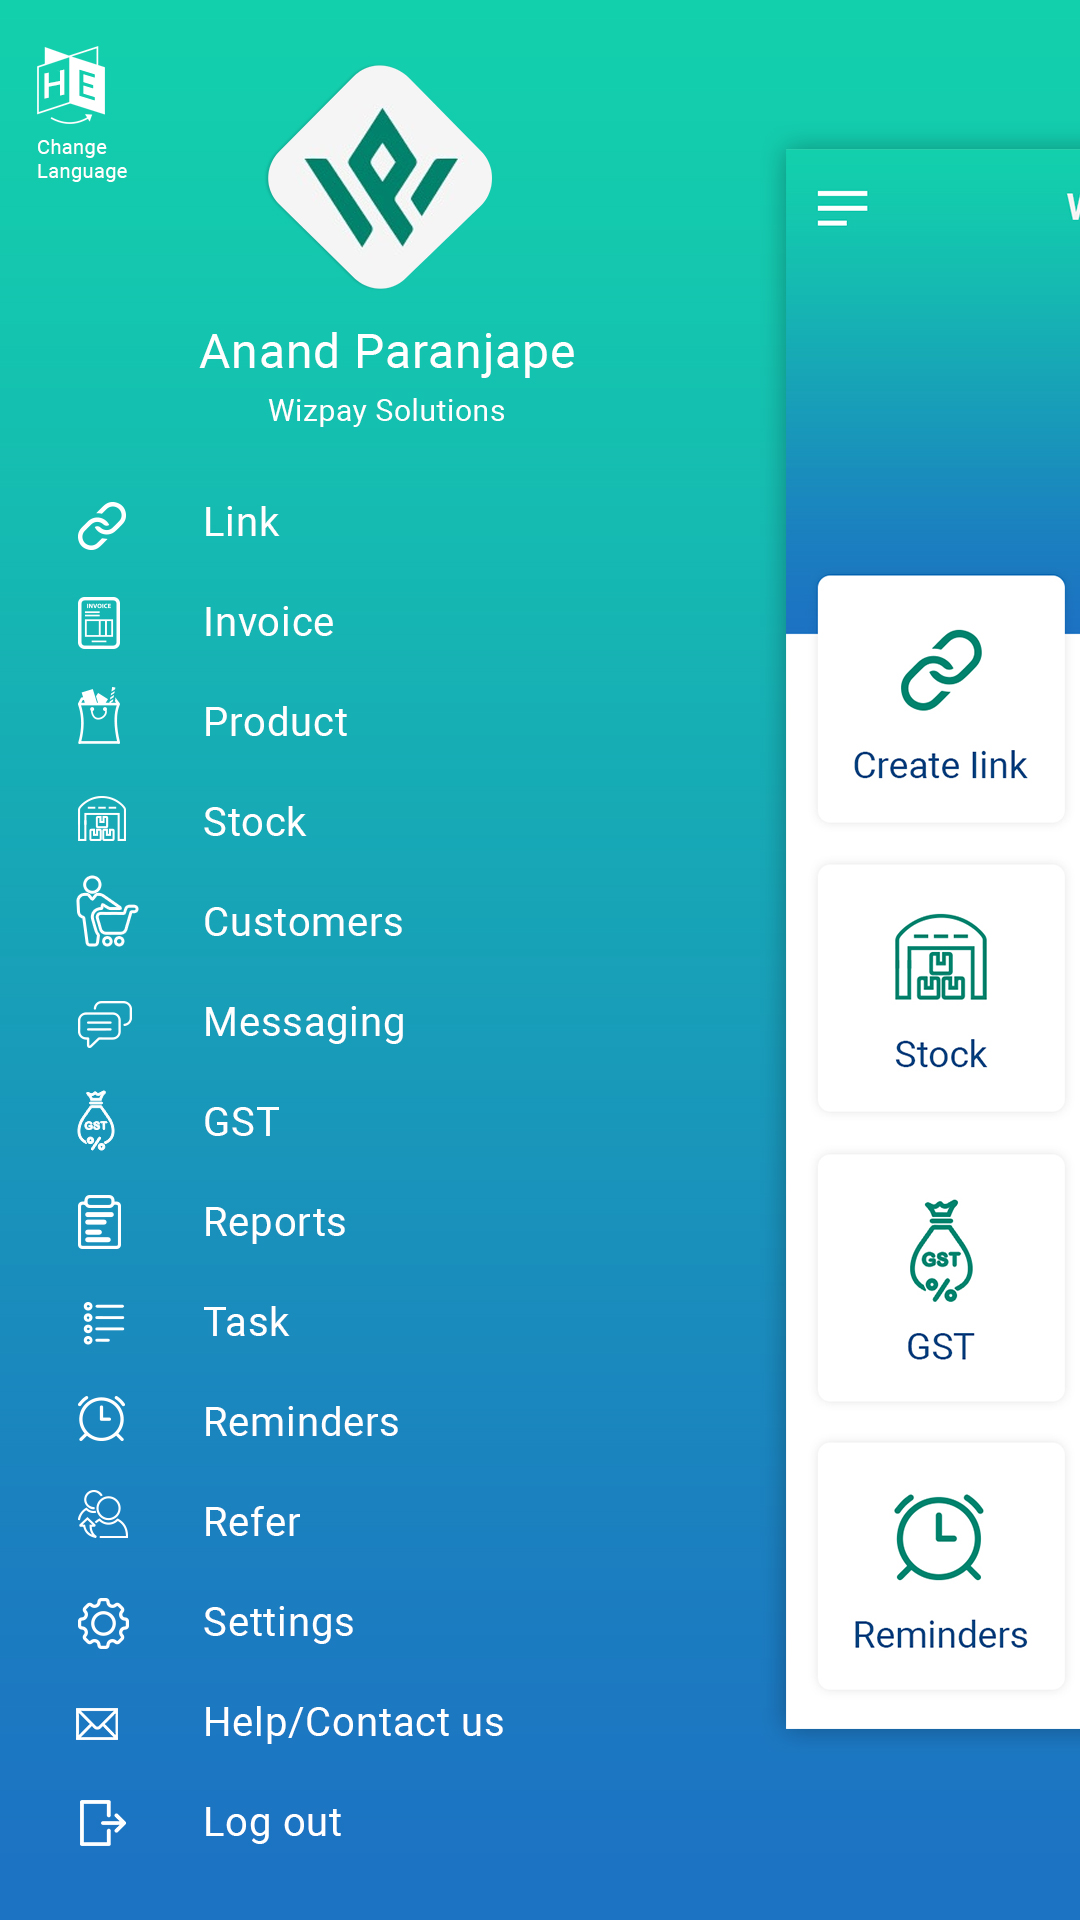 H E
Change
Language
Anand Paranjape
Wizpay Solutions
Link
INVOICE
Invoice
Product
Stock
Customers
Messaging
GST
GST
%
Reports
Task
Reminders
Refer
Settings
Help/Contact us
Log out
Create link
Stock
GST
%
GST
Reminders